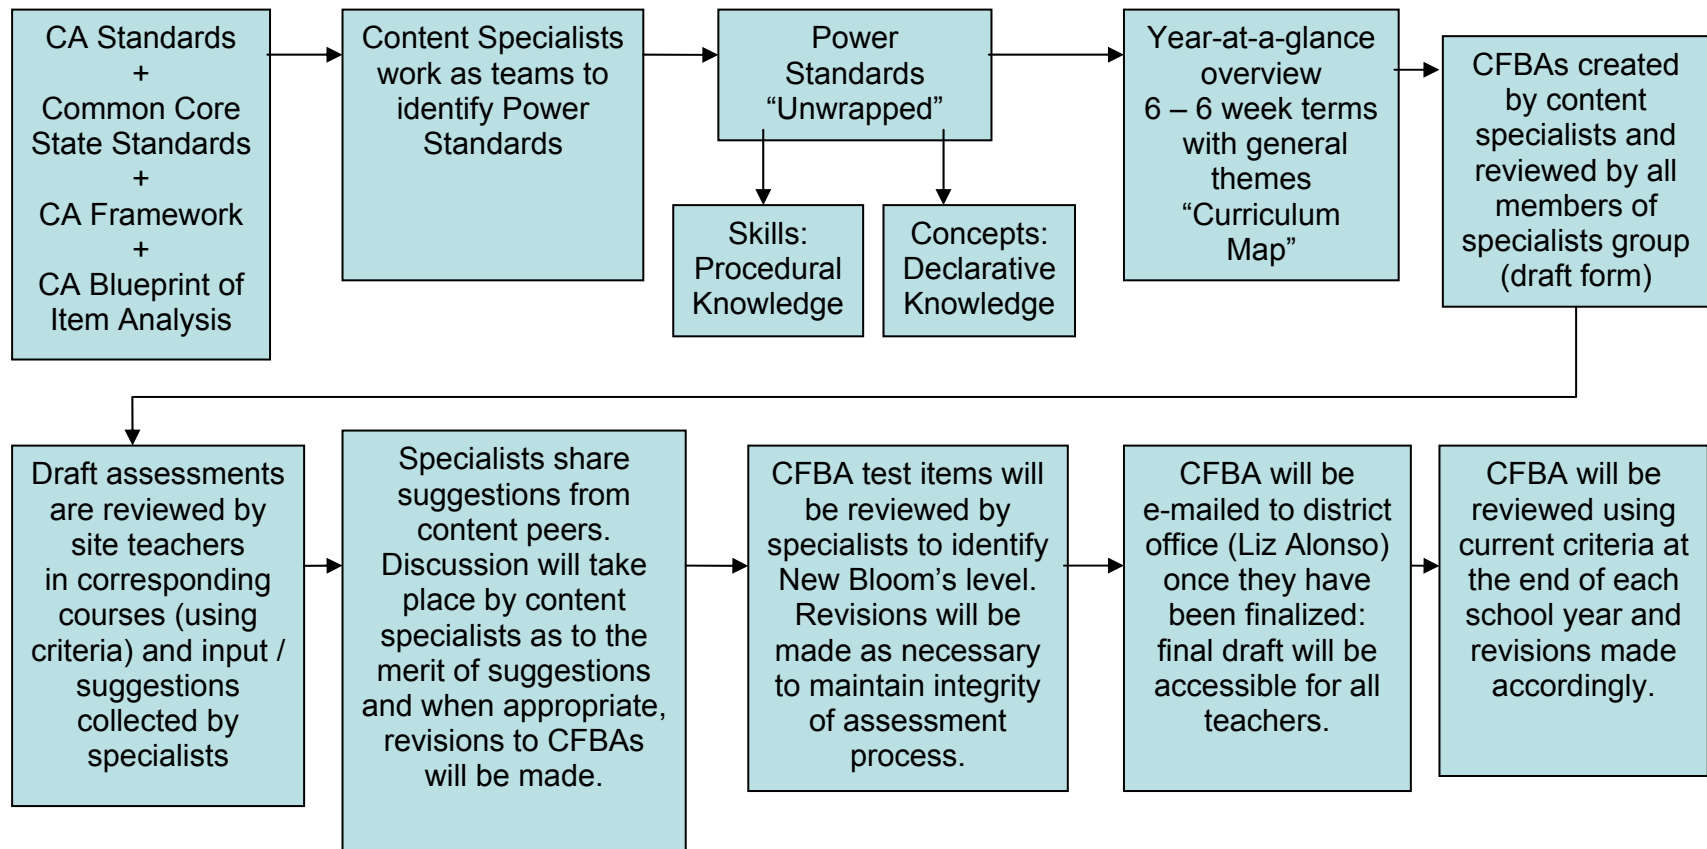 CA Standards
+
Common Core
State Standards
+
CA Framework
+
CA Blueprint of
Item Analysis
Content Specialists
work as teams to
identify Power
Standards
Power
Standards
“Unwrapped”
Skills:
Procedural
Knowledge
Concepts:
Declarative
Knowledge
Year-at-a-glance
overview
6 – 6 week terms
with general
themes
“Curriculum
Map”
CFBAs created
by content
specialists and
reviewed by all
members of
specialists group
(draft form)
Draft assessments
are reviewed by
site teachers
in corresponding
courses (using
criteria) and input /
suggestions
collected by
specialists
Specialists share
suggestions from
content peers.
Discussion will take
place by content
specialists as to the
merit of suggestions
and when appropriate,
revisions to CFBAs
will be made.
CFBA test items will
be reviewed by
specialists to identify
New Bloom’s level.
Revisions will be
made as necessary
to maintain integrity
of assessment
process.
CFBA will be
e-mailed to district
office (Liz Alonso)
once they have
been finalized:
final draft will be
accessible for all
teachers.
CFBA will be
reviewed using
current criteria at
the end of each
school year and
revisions made
accordingly.